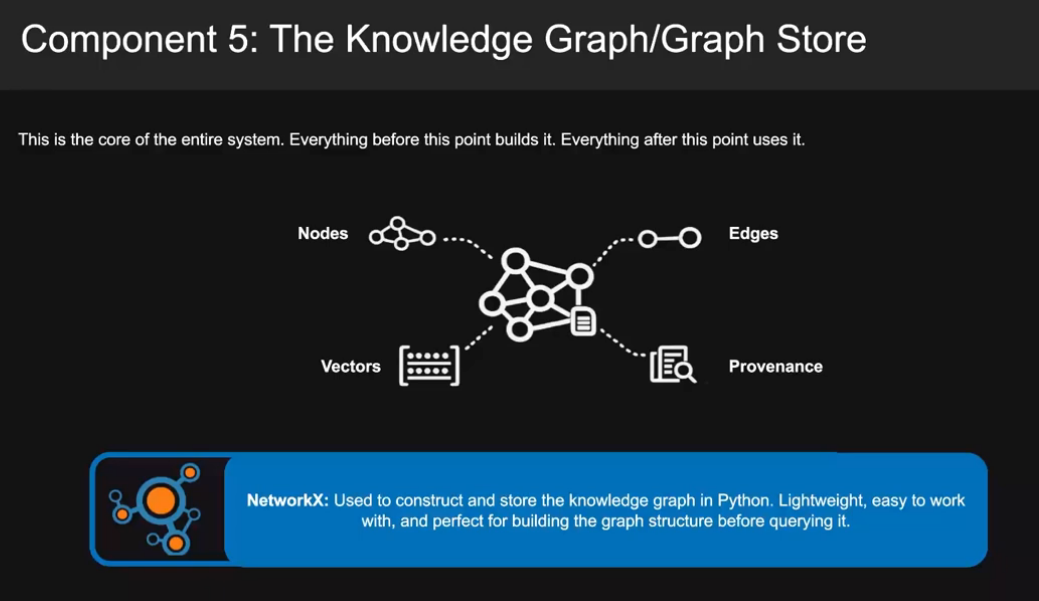 Component 5: The Knowledge Graph/Graph Store
This is the core of the entire system. Everything before this point builds it. Everything after this point uses it.
Nodes
Edges
Vectors
Provenance
NetworkX: Used to construct and store the knowledge graph in Python. Lightweight, easy to work
with, and perfect for building the graph structure before querying it.